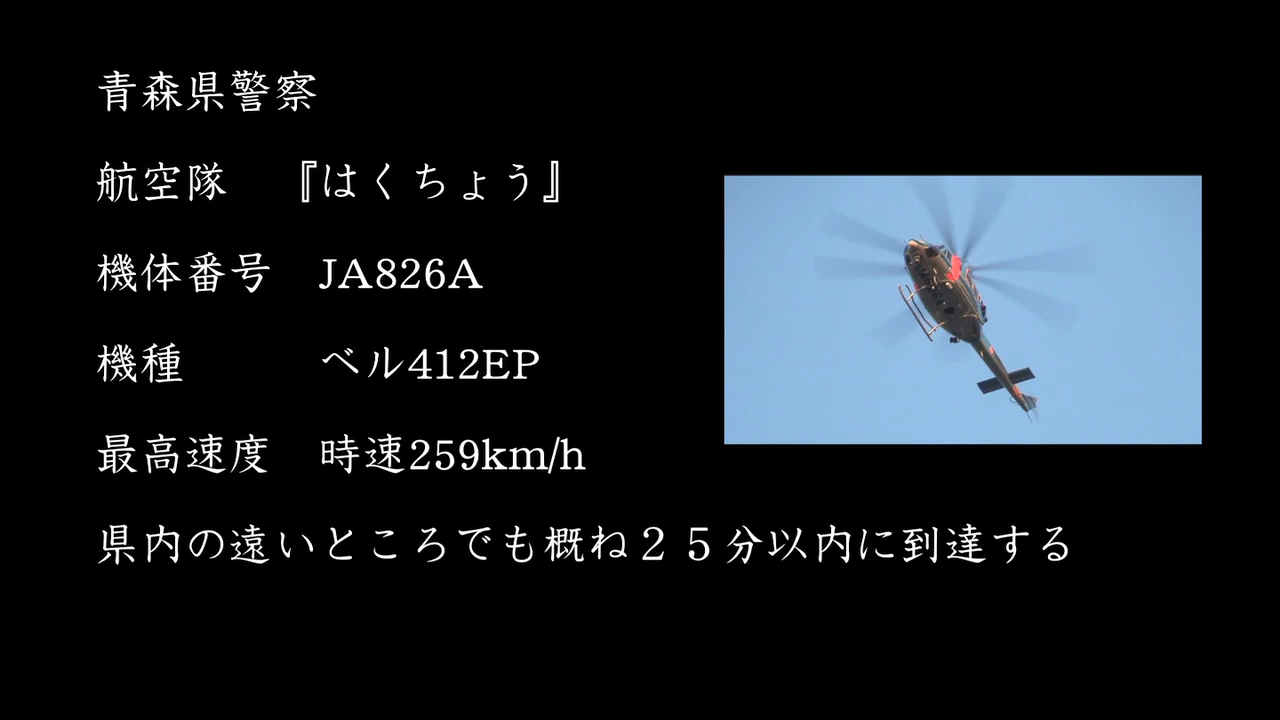 青森県警察
航空隊　『はくちょう』
機体番号　JA826A
機種　　　ベル412EP
最高速度　時速259km/h
県内の遠いところでも概ね２５分以内に到達する